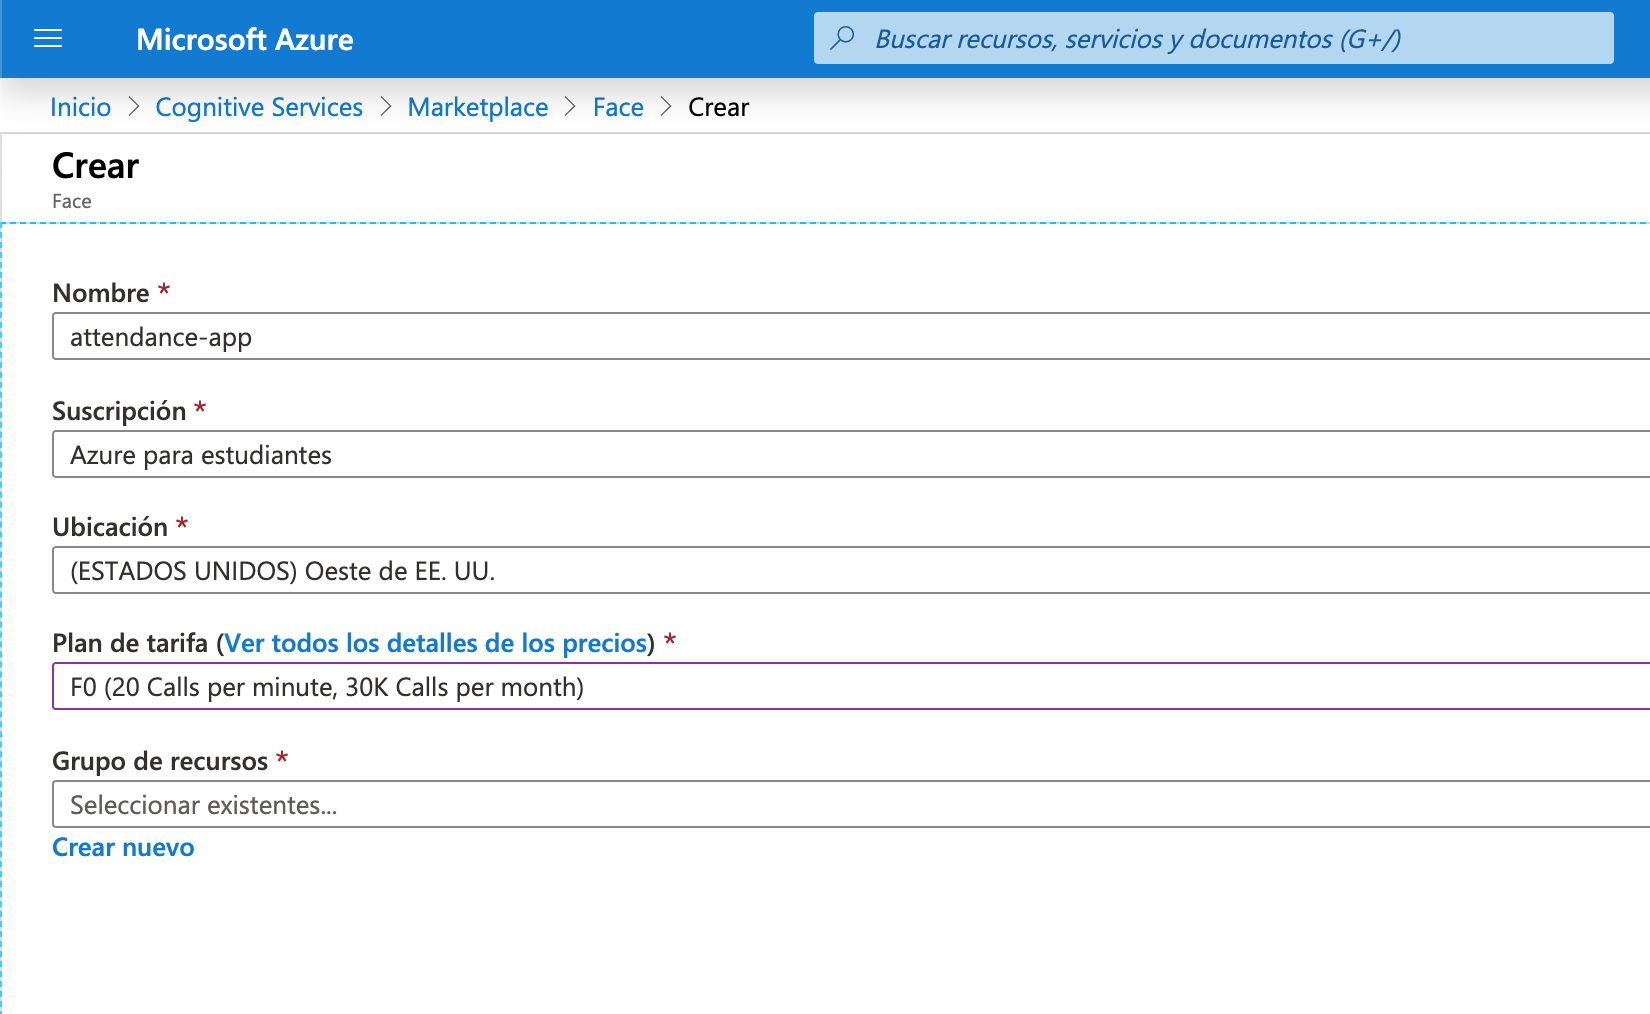 Microsoft Azure
Buscar recursos, servicios y documentos (G+/)
Inicio > Cognitive Services > Marketplace > Face > Crear
Crear
Face
Nombre *
attendance-app
Suscripción *
Azure para estudiantes
Ubicación *
(ESTADOS UNIDOS) Oeste de EE. UU.
Plan de tarifa (Ver todos los detalles de los precios) *
F0 (20 Calls per minute, 30K Calls per month)
Grupo de recursos *
Seleccionar existentes...
Crear nuevo